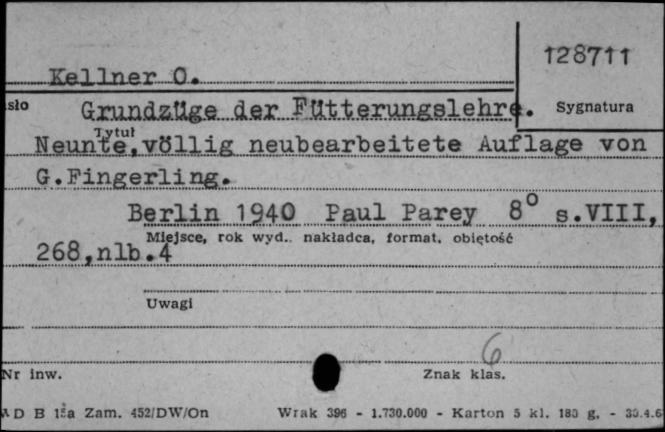 128711
Kellner O.
sło Grundzüge der Fütterungslehre. Sygnatura
Tytuł
Neunte, völlig neubearbeitete Auflage von
G.Fingerling.
Berlin 1940 Paul Parey 8° s.VIII,
Miejsce, rok wyd., nakładca, format, objętość
268,nlb.4
Uwagi
6
Nr inw. Znak klas.
D B 15a Zam. 452/DW/On Wrak 396 - 1.730.000 - Karton 5 kl. 180 g. - 30.4.6